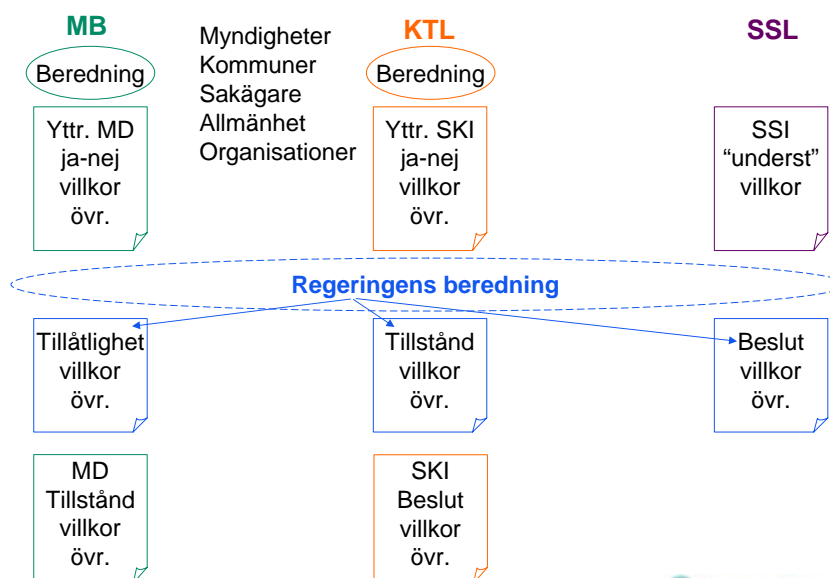 MB
Beredning
Yttr. MD
ja-nej
villkor
övr.
Myndigheter
Kommuner
Sakägare
Allmänhet
Organisationer
KTL
Beredning
Yttr. SKI
ja-nej
villkor
övr.
SSL
SSI
“underst”
villkor
Regeringens beredning
Tillåtlighet
villkor
övr.
Tillstånd
villkor
övr.
Beslut
villkor
övr.
MD
Tillstånd
villkor
övr.
SKI
Beslut
villkor
övr.